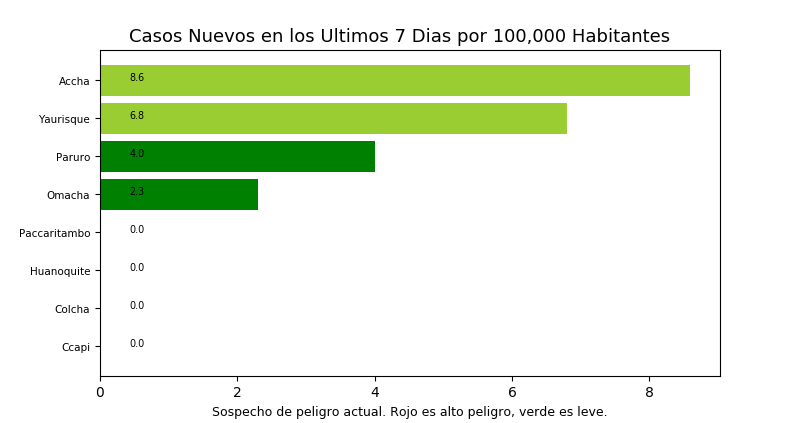 Casos Nuevos en los Ultimos 7 Dias por 100,000 Habitantes
Accha 8.6
Yaurisque 6.8
Paruro 4.0
Omacha 2.3
Paccaritambo 0.0
Huanoquite 0.0
Colcha 0.0
Ccapi 0.0
0 2 4 6 8
Sospecho de peligro actual. Rojo es alto peligro, verde es leve.